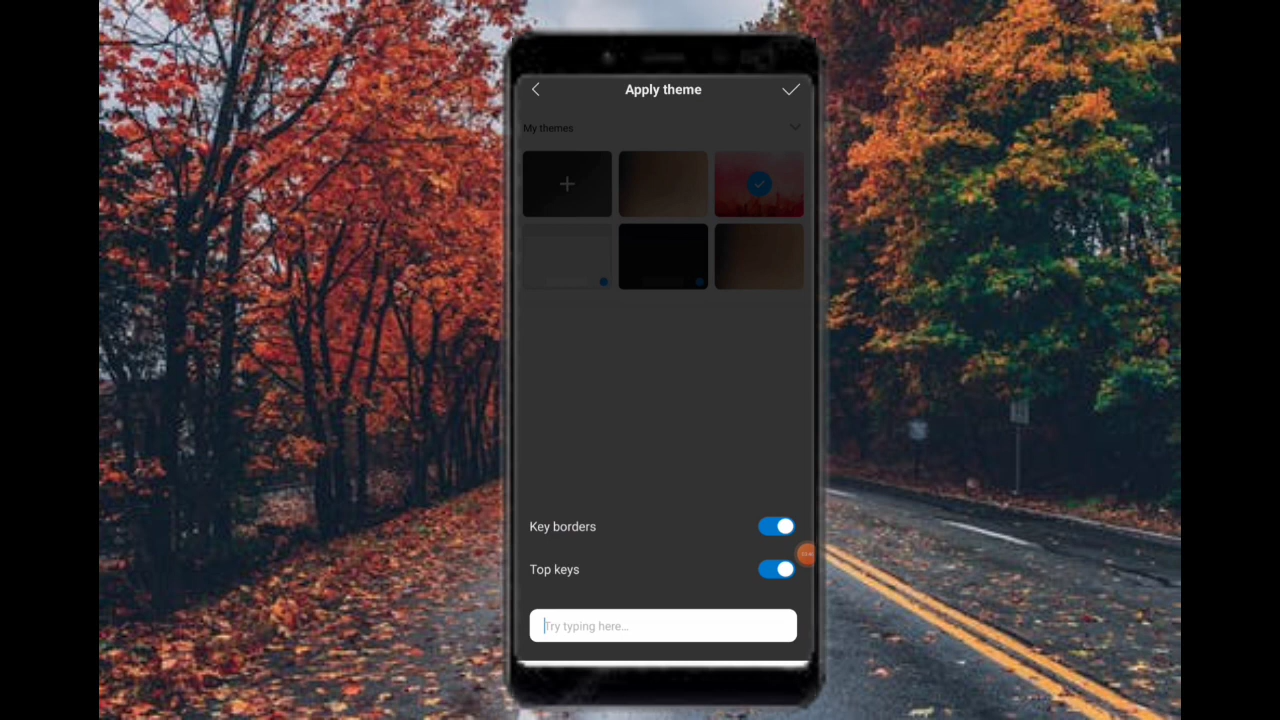 Apply theme
My themes
Key borders
Top keys
Try typing here...